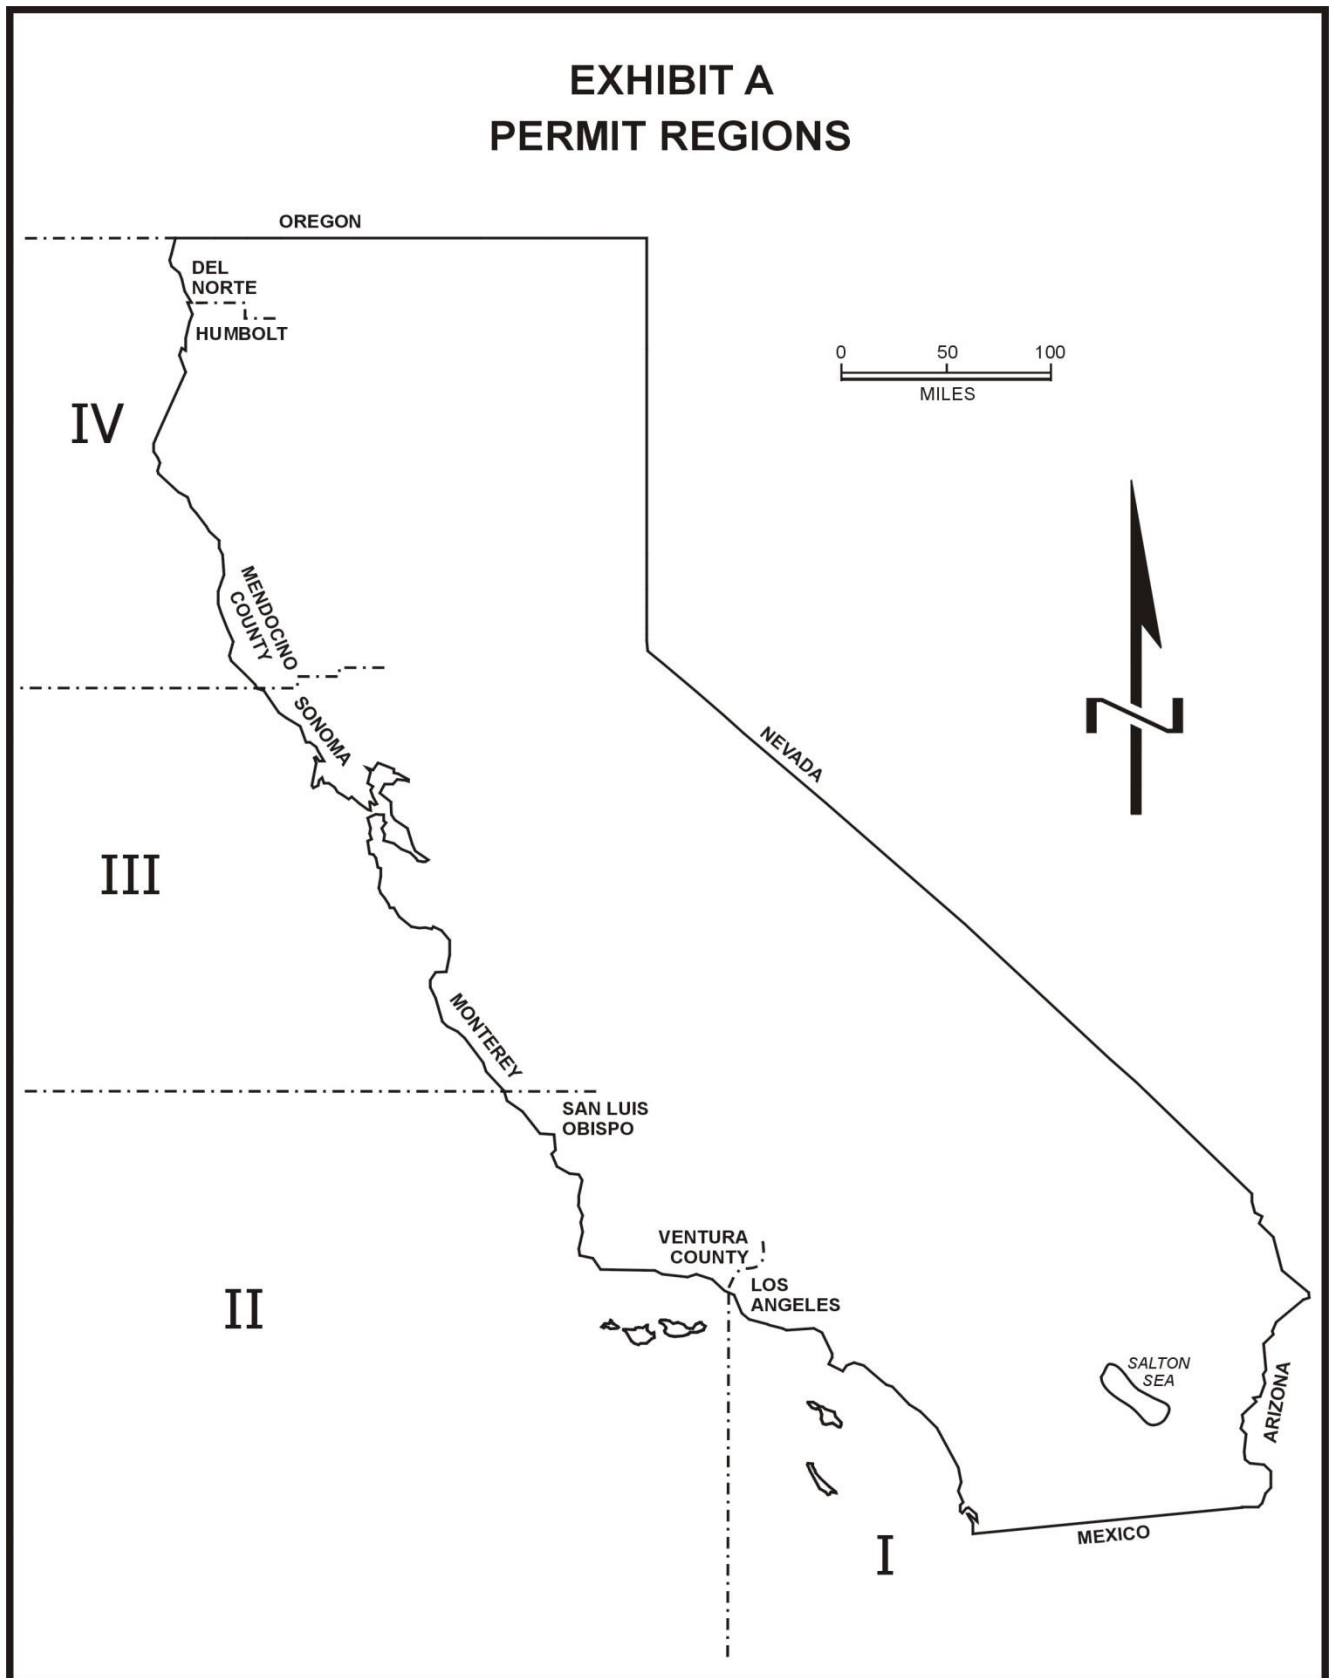 EXHIBIT A
PERMIT REGIONS
OREGON
DEL
NORTE
HUMBOLT
0 50 100
MILES
IV
MENDOCINO
COUNTY
SONOMA
NEVADA
III
MONTEREY
SAN LUIS
OBISPO
VENTURA
COUNTY
LOS
ANGELES
II
SALTON
SEA
ARIZONA
MEXICO
I